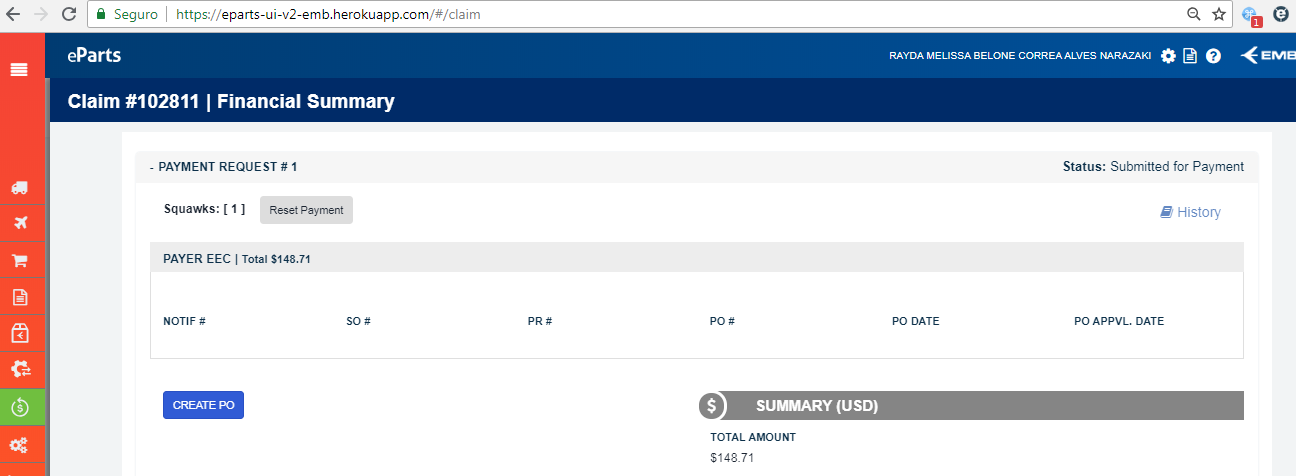 Seguro https://eparts-ui-v2-emb.herokuapp.com/#/claim
1
eParts
RAYDA MELISSA BELONE CORREA ALVES NARAZAKI
EMB
Claim #102811 | Financial Summary
- PAYMENT REQUEST # 1
Status: Submitted for Payment
Squawks: [ 1 ]
Reset Payment
History
PAYER EEC | Total $148.71
NOTIF # SO # PR # PO # PO DATE PO APPVL. DATE
CREATE PO
$ SUMMARY (USD)
TOTAL AMOUNT
$148.71